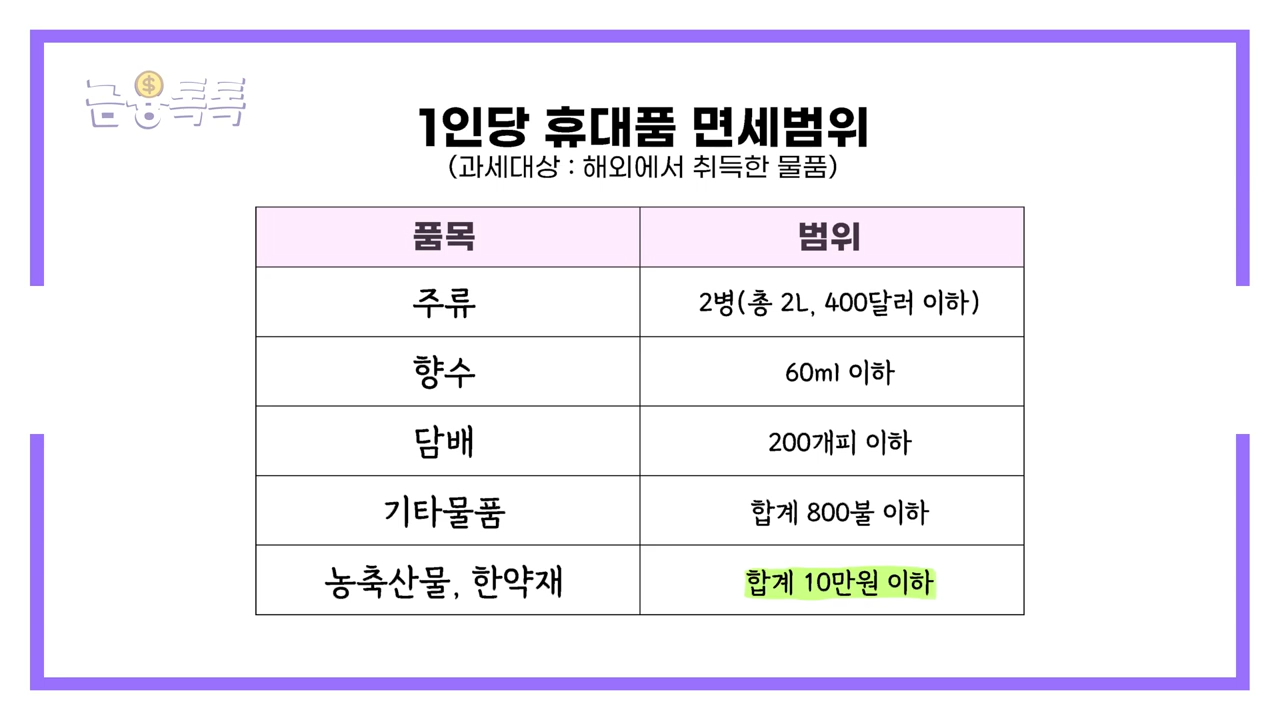 금융톡톡
1인당 휴대품 면세범위
(과세대상 : 해외에서 취득한 물품)
품목 범위
주류 2병(총 2L, 400달러 이하)
향수 60ml 이하
담배 200개피 이하
기타물품 합계 800불 이하
농축산물, 한약재 합계 10만원 이하